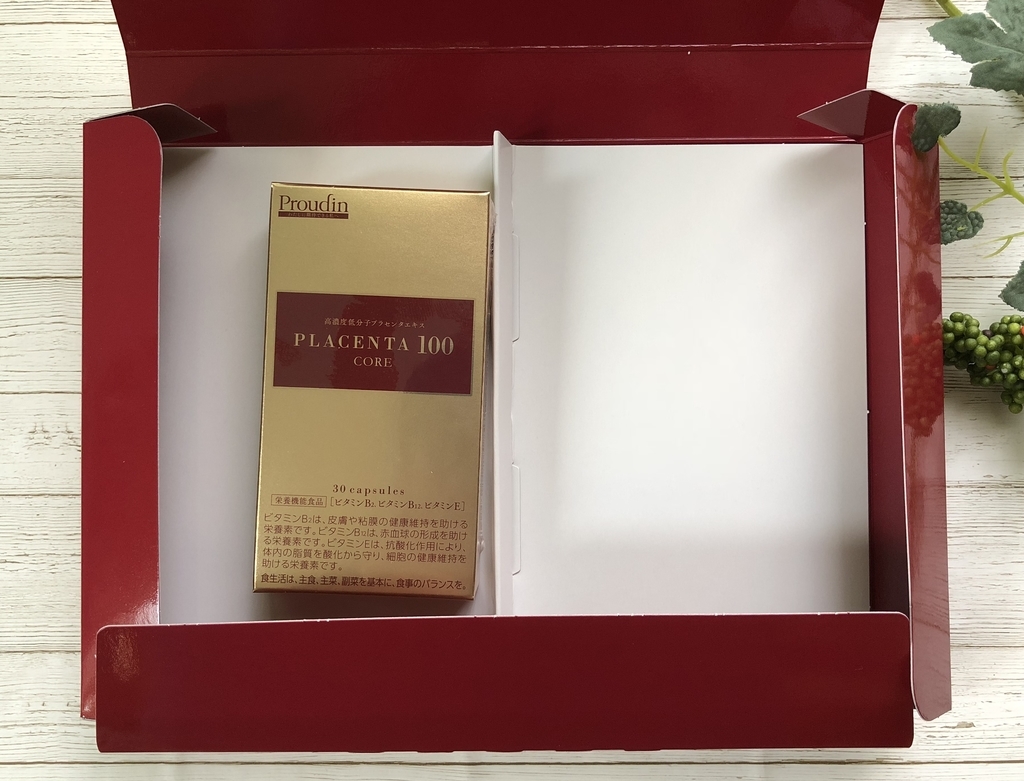 Proudin
高濃度低分子プラセンタエキス
PLACENTA 100
CORE
30 capsules
栄養機能食品 [ビタミンB2. ビタミンB12. ビタミンE]
ビタミンB2は、皮膚や粘膜の健康維持を助ける
栄養素です。ビタミンB12は、赤血球の形成を助け
る栄養素です。ビタミンEは、抗酸化作用により、
体内の脂質を酸化から守り、細胞の健康維持を
助ける栄養素です。
食生活は、主食、主菜、副菜を基本に、食事のバランスを。